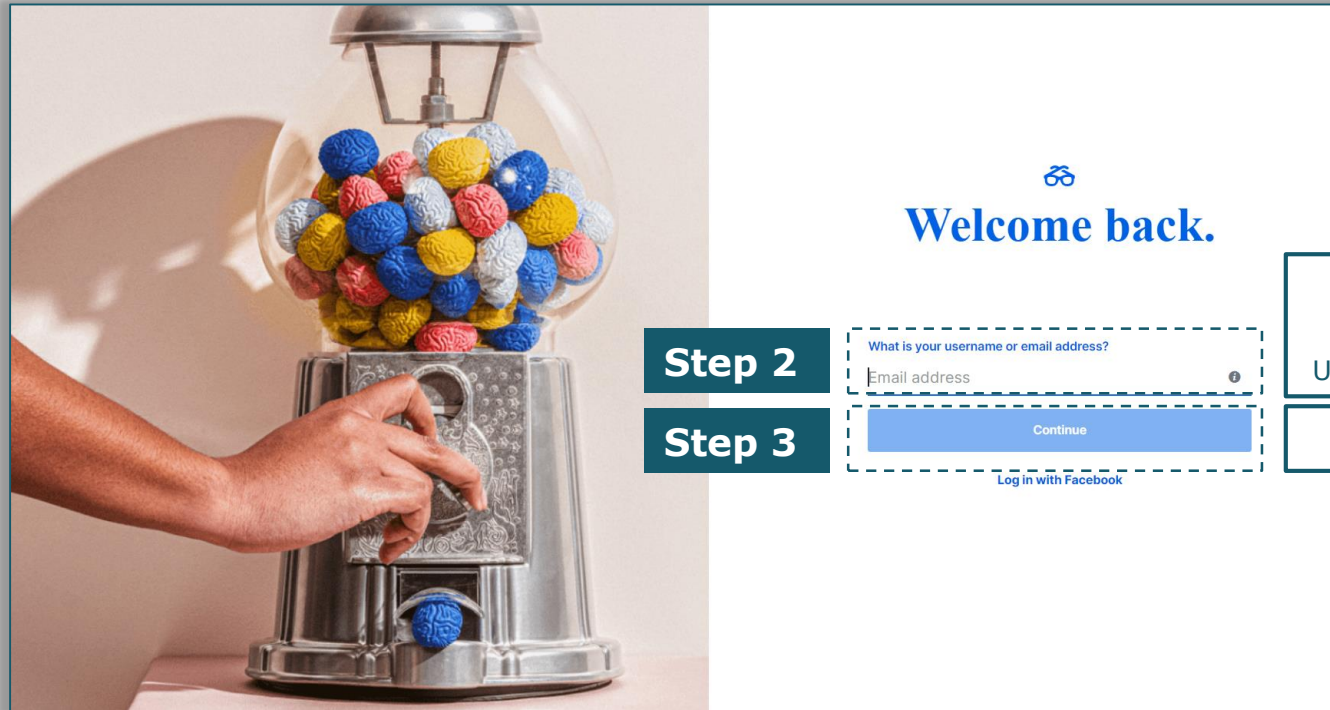 Welcome back.
Step 2
What is your username or email address?
Email address
U
Step 3
Continue
Log in with Facebook